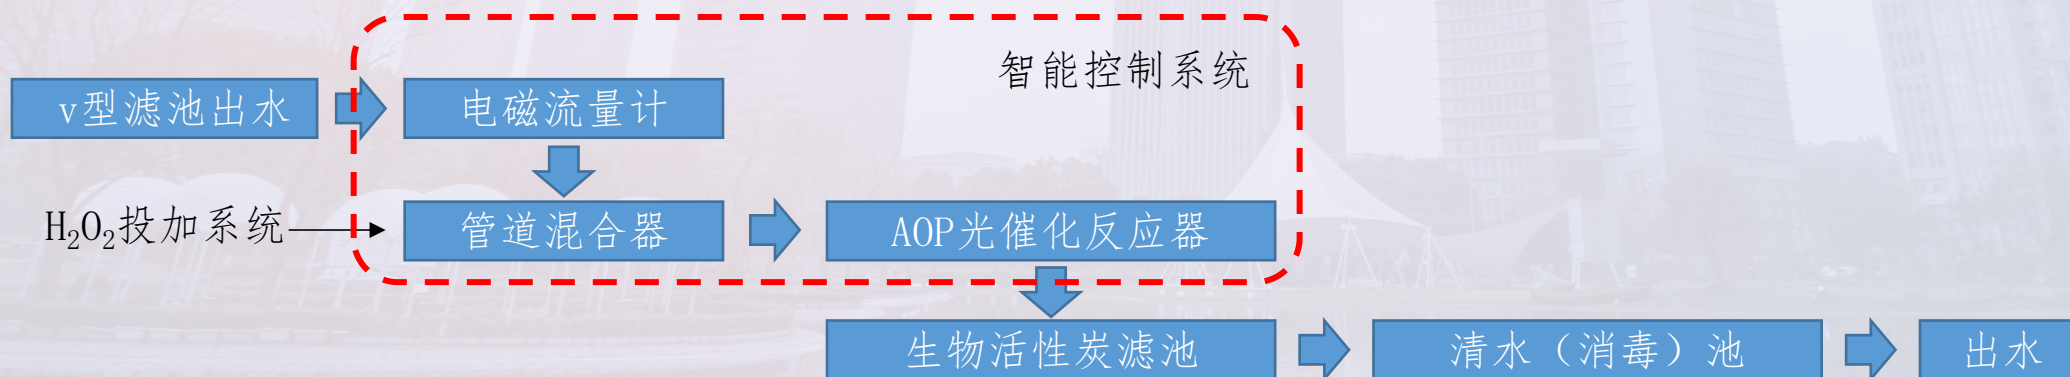 智能控制系统
v型滤池出水
电磁流量计
H₂O₂投加系统
管道混合器
AOP光催化反应器
生物活性炭滤池
清水（消毒）池
出水